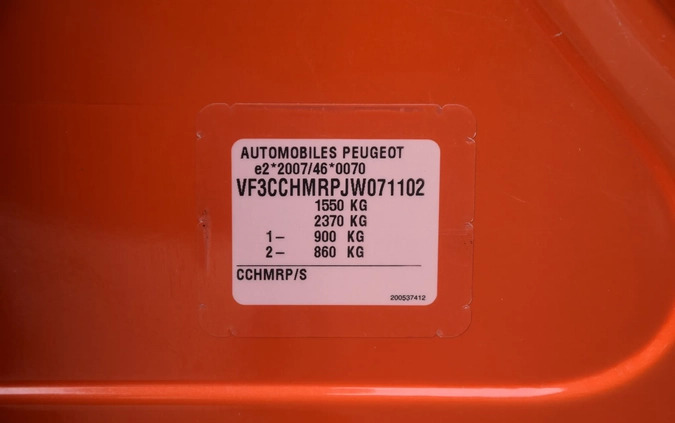 AUTOMOBILES PEUGEOT
e2*2007/46*0070
VF3CCHMRPJW071102
1550 KG
2370 KG
1- 900 KG
2- 860 KG
CCHMRP/S
200537412